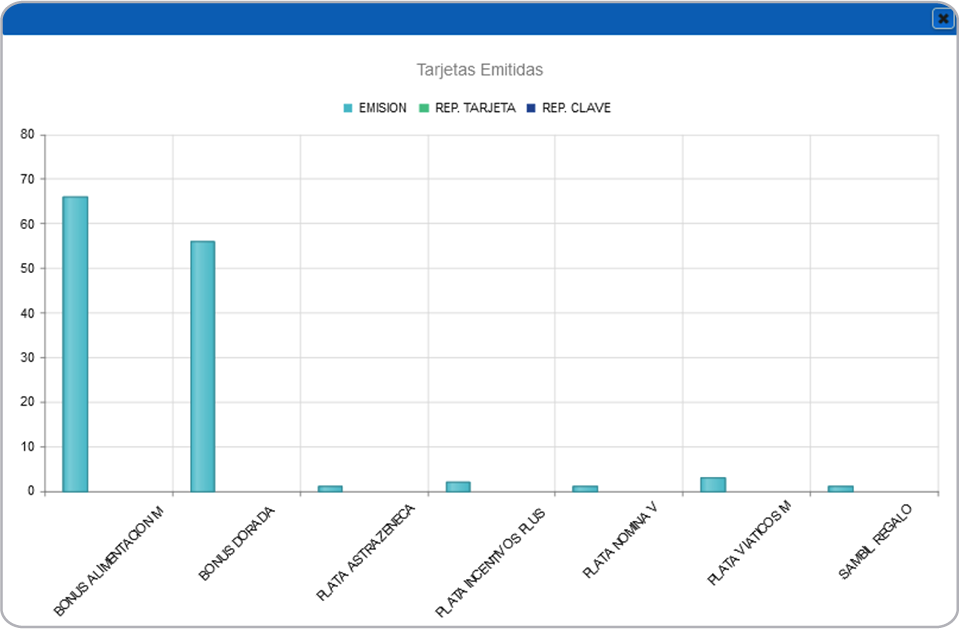 Tarjetas Emitidas
EMISION REP. TARJETA REP. CLAVE
80
70
60
50
40
30
20
10
0
BONUS ALIMENTACION M
BONUS DORADA
PLATA ASTRAZENECA
PLATA INCENTIVOS PLUS
PLATA NOMINA V
PLATA VIATICOS M
SAMBIL REGALO